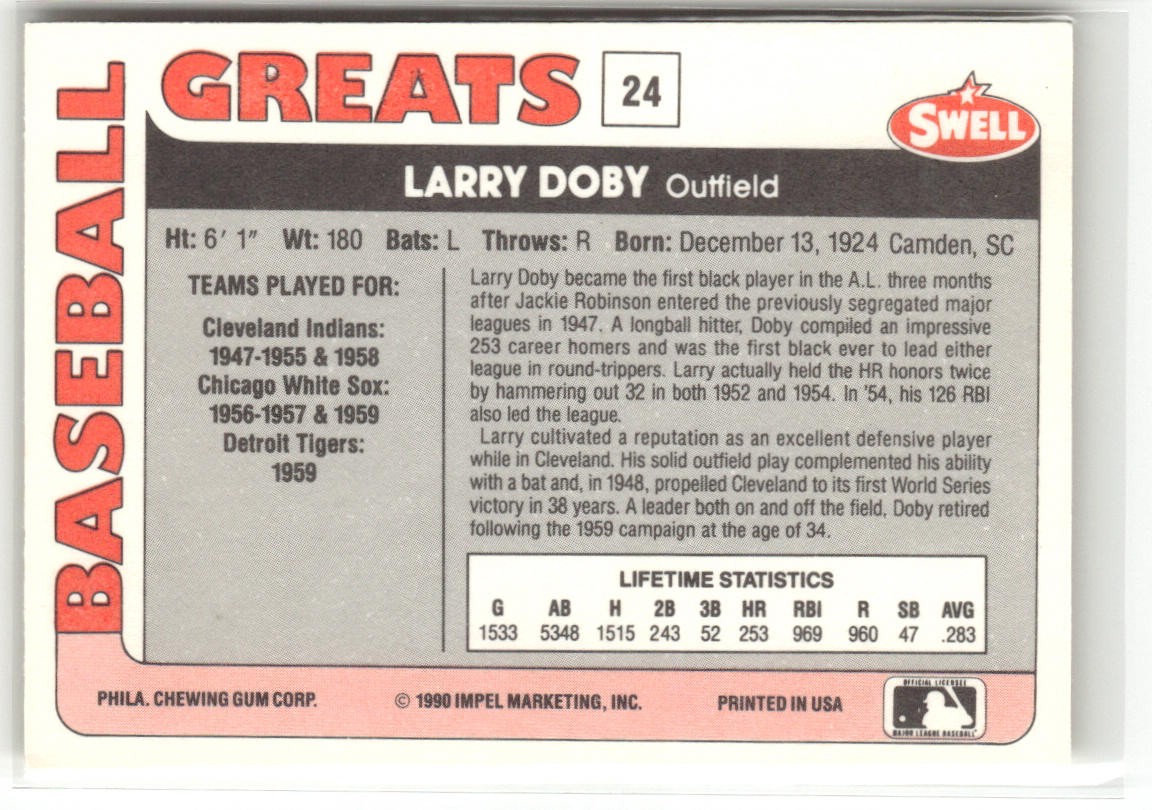 BASEBALL
GREATS
24
SWELL
LARRY DOBY Outfield
Ht: 6' 1" Wt: 180 Bats: L Throws: R Born: December 13, 1924 Camden, SC
TEAMS PLAYED FOR:
Cleveland Indians:
1947-1955 & 1958
Chicago White Sox:
1956-1957 & 1959
Detroit Tigers:
1959
Larry Doby became the first black player in the A.L. three months
after Jackie Robinson entered the previously segregated major
leagues in 1947. A longball hitter, Doby compiled an impressive
253 career homers and was the first black ever to lead either
league in round-trippers. Larry actually held the HR honors twice
by hammering out 32 in both 1952 and 1954. In '54, his 126 RBI
also led the league.
Larry cultivated a reputation as an excellent defensive player
while in Cleveland. His solid outfield play complemented his ability
with a bat and, in 1948, propelled Cleveland to its first World Series
victory in 38 years. A leader both on and off the field, Doby retired
following the 1959 campaign at the age of 34.
LIFETIME STATISTICS
G AB H 2B 3B HR RBI R SB AVG
1533 5348 1515 243 52 253 969 960 47 .283
PHILA. CHEWING GUM CORP. © 1990 IMPEL MARKETING, INC. PRINTED IN USA
OFFICIAL LICENSEE
MAJOR LEAGUE BASEBALL